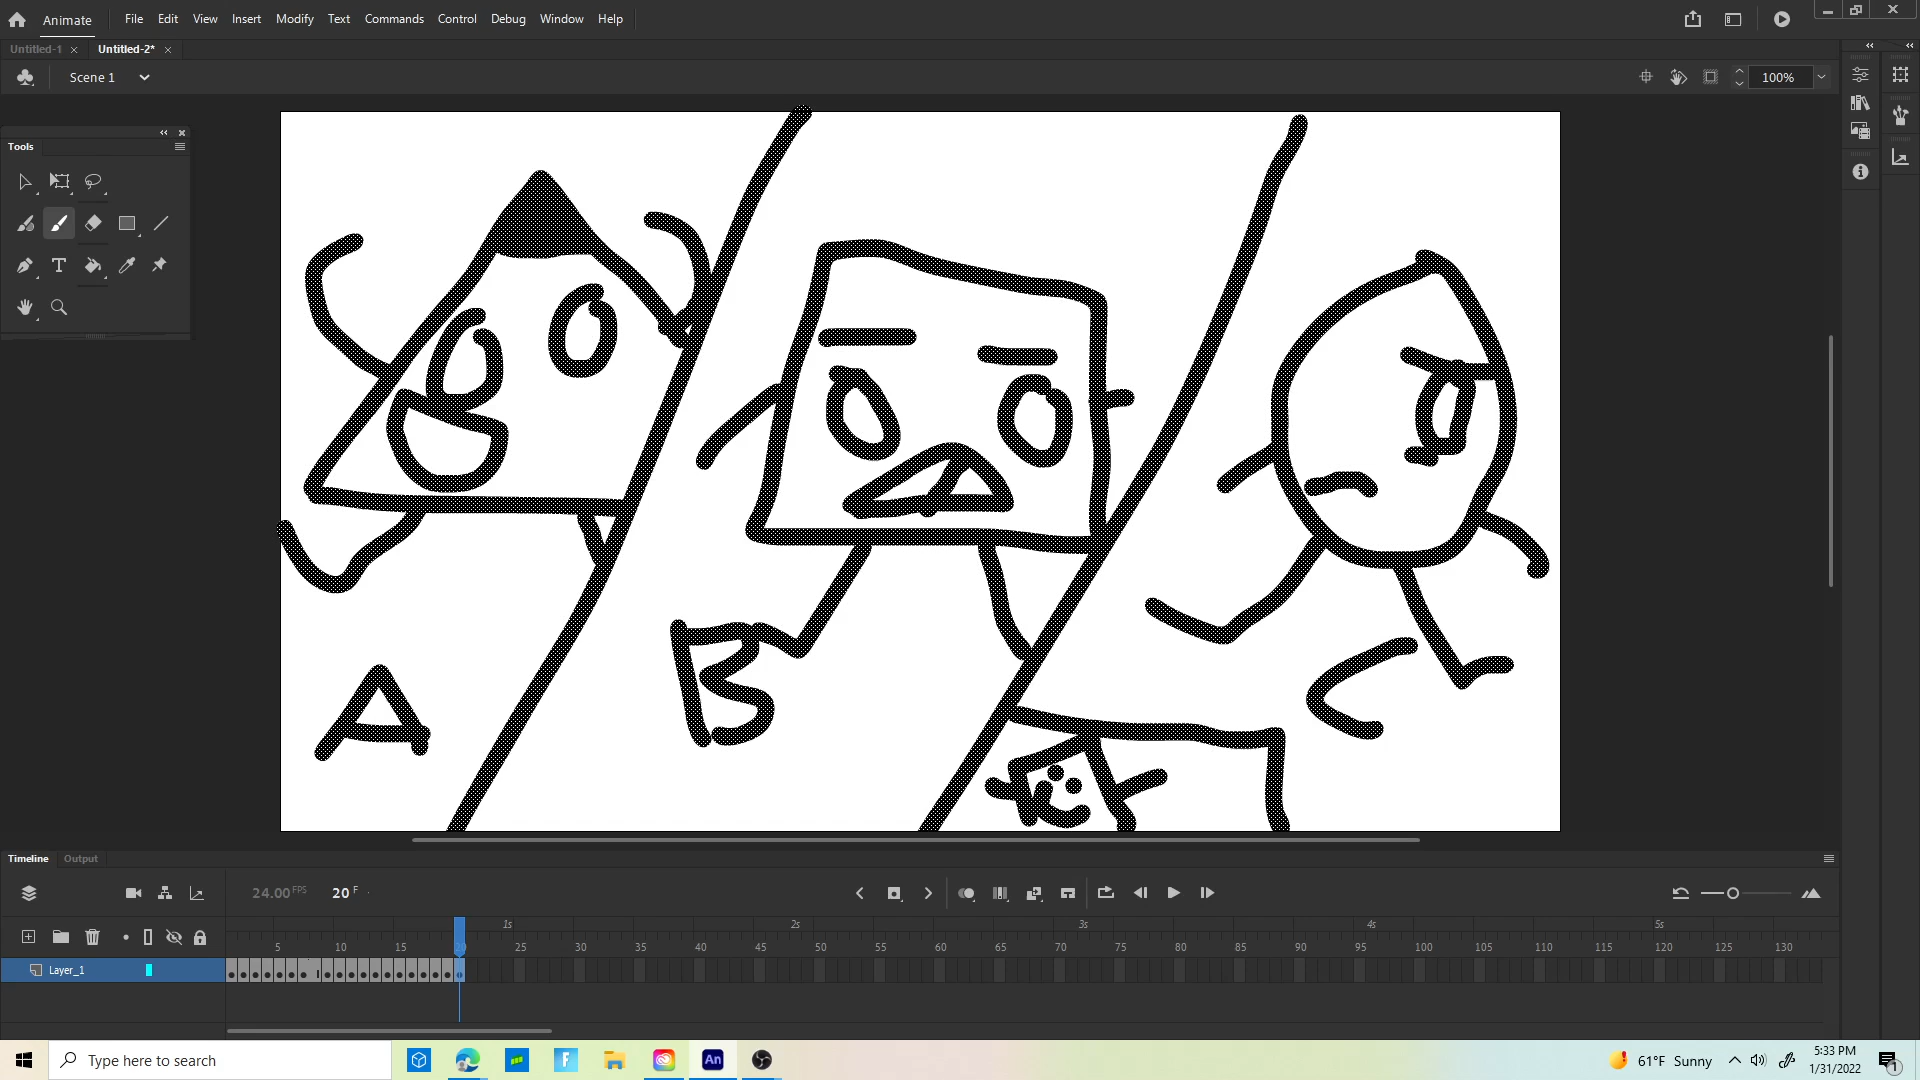 Animate File Edit View Insert Modify Text Commands Control Debug Window Help
Untitled-1 Untitled-2*
Scene 1 100%
Tools
A
B
C
Timeline Output
24.00 FPS 20 F
1s 2s 3s 4s 5s
5 10 15 20 25 30 35 40 45 50 55 60 65 70 75 80 85 90 95 100 105 110 115 120 125 130
Layer_1
Type here to search
An
61°F Sunny
5:33 PM
1/31/2022
1